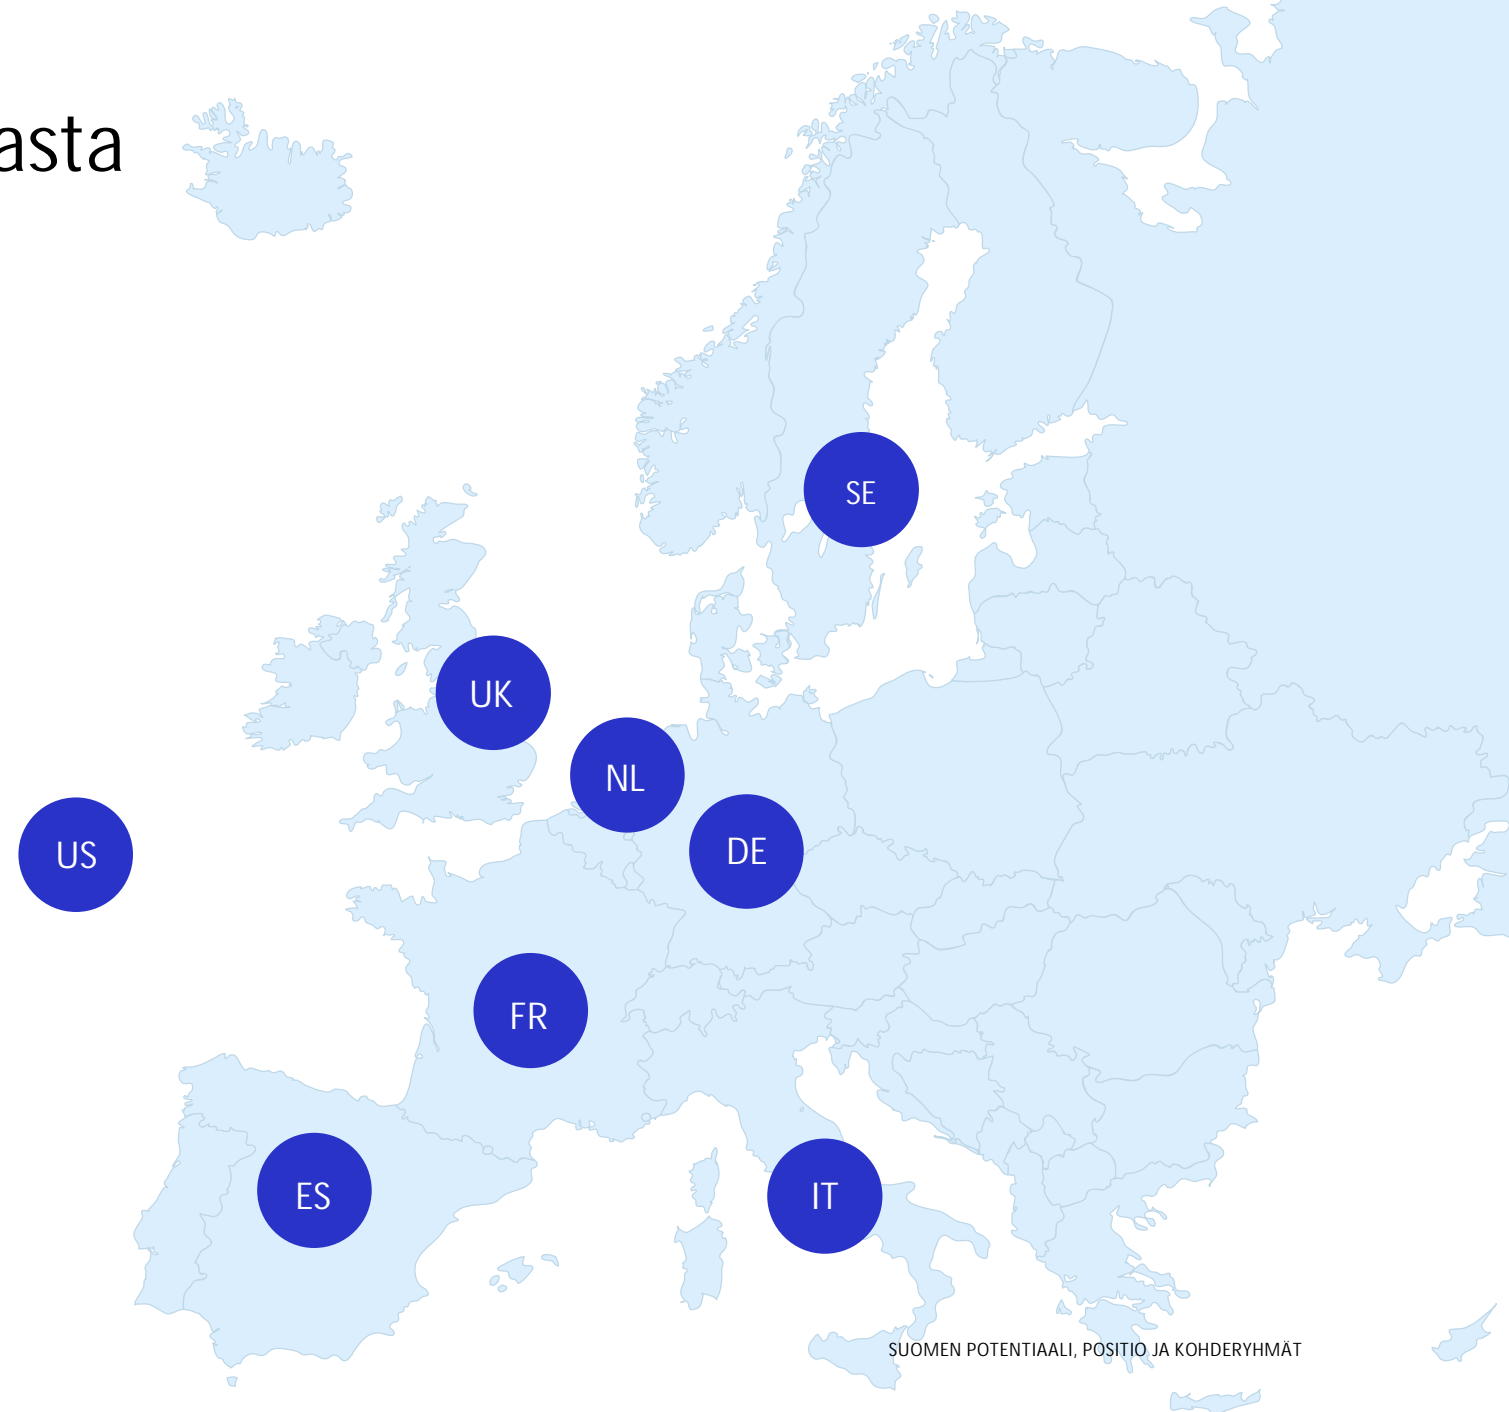 asta
SE
UK
NL
DE
US
FR
ES
IT
SUOMEN POTENTIAALI, POSITIO JA KOHDERYHMÄT